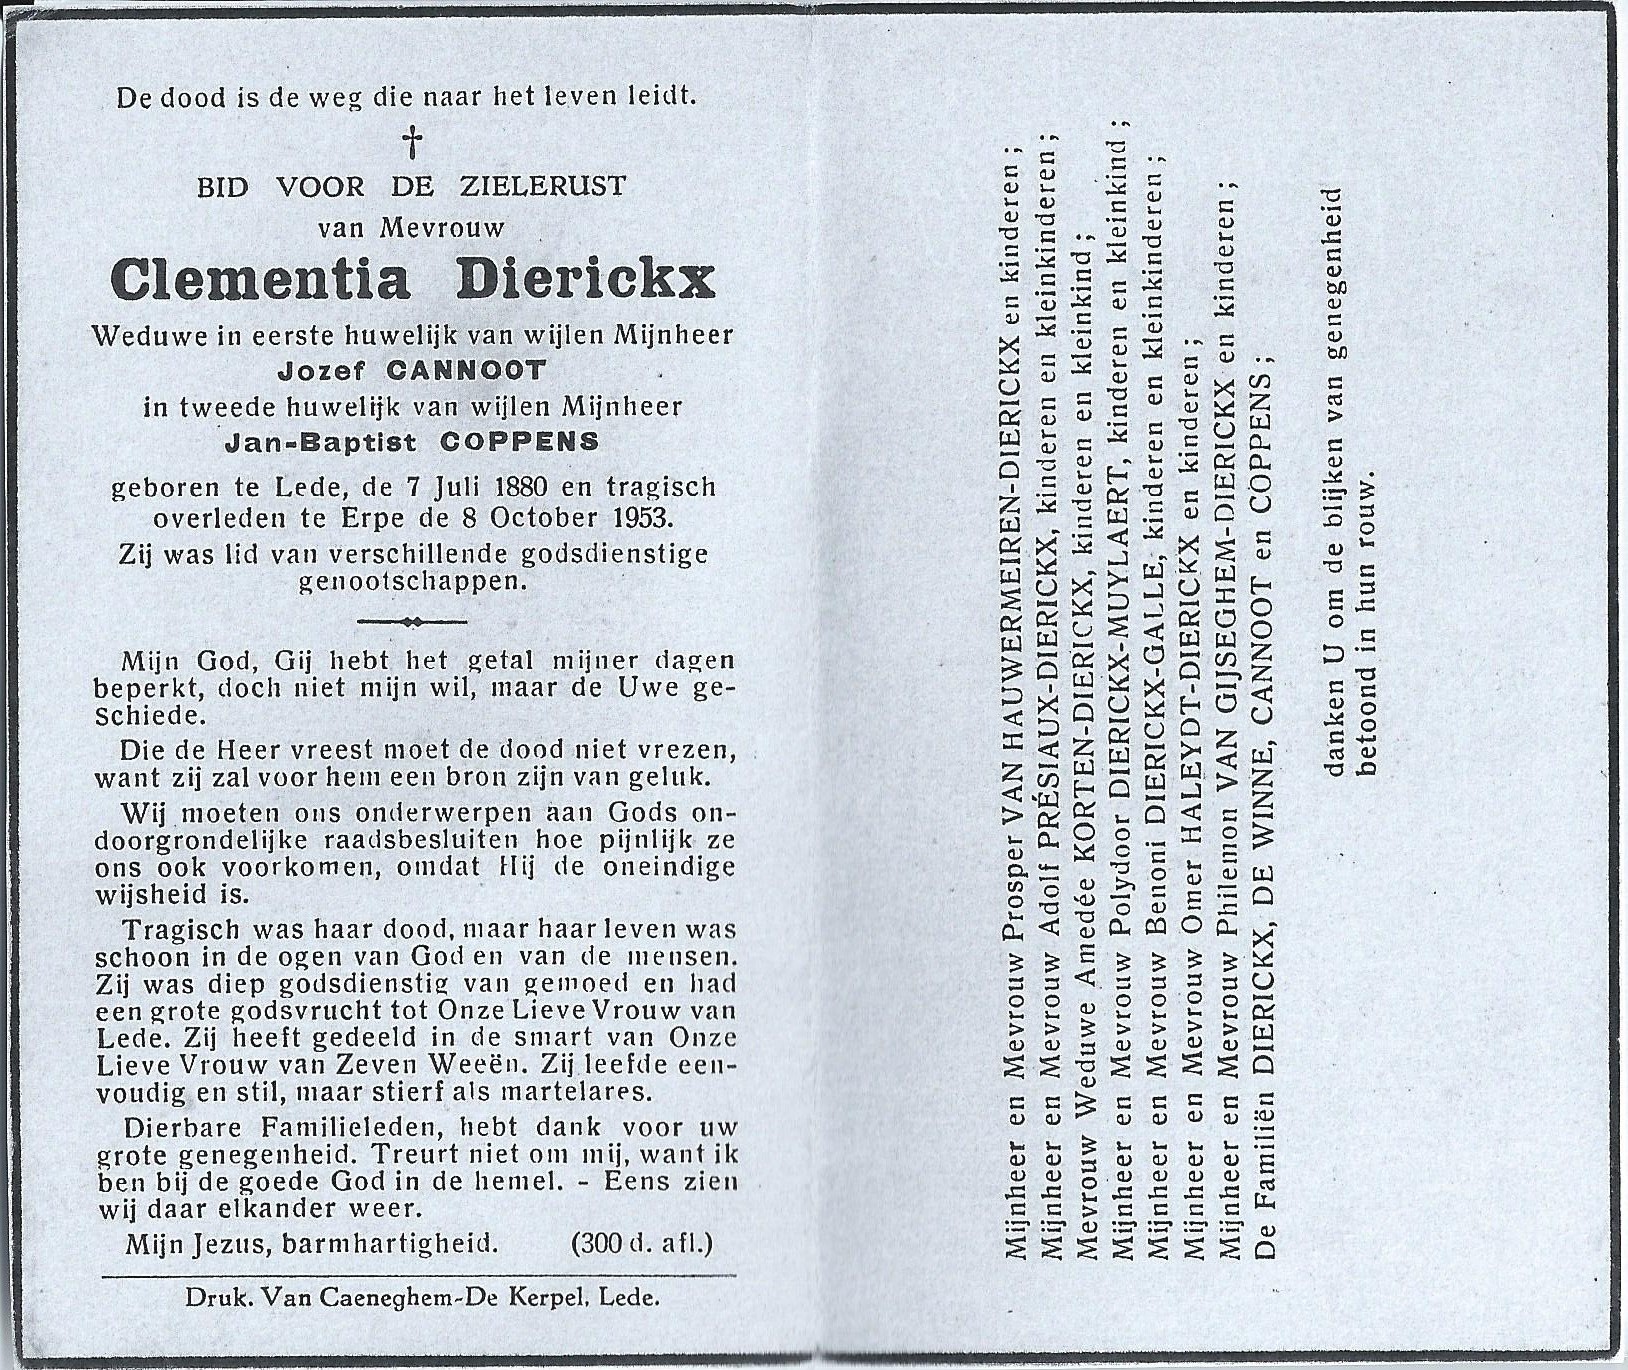 De dood is de weg die naar het leven leidt.
†
BID VOOR DE ZIELERUST
van Mevrouw
Clementia Dierickx
Weduwe in eerste huwelijk van wijlen Mijnheer
Jozef CANNOOT
in tweede huwelijk van wijlen Mijnheer
Jan-Baptist COPPENS
geboren te Lede, de 7 Juli 1880 en tragisch
overleden te Erpe de 8 October 1953.
Zij was lid van verschillende godsdienstige
genootschappen.
Mijn God, Gij hebt het getal mijner dagen
beperkt, doch niet mijn wil, maar de Uwe ge-
schiede.
Die de Heer vreest moet de dood niet vrezen,
want zij zal voor hem een bron zijn van geluk.
Wij moeten ons onderwerpen aan Gods on-
doorgrondelijke raadsbesluiten hoe pijnlijk ze
ons ook voorkomen, omdat Hij de oneindige
wijsheid is.
Tragisch was haar dood, maar haar leven was
schoon in de ogen van God en van de mensen.
Zij was diep godsdienstig van gemoed en had
een grote godsvrucht tot Onze Lieve Vrouw van
Lede. Zij heeft gedeeld in de smart van Onze
Lieve Vrouw van Zeven Weeën. Zij leefde een-
voudig en stil, maar stierf als martelares.
Dierbare Familieleden, hebt dank voor uw
grote genegenheid. Treurt niet om mij, want ik
ben bij de goede God in de hemel. - Eens zien
wij daar elkander weer.
Mijn Jezus, barmhartigheid. (300 d. afl.)
Druk. Van Caeneghem-De Kerpel, Lede.
Mijnheer en Mevrouw Prosper VAN HAUWERMEIREN-DIERICKX en kinderen ;
Mijnheer en Mevrouw Adolf PRÉSIAUX-DIERICKX, kinderen en kleinkinderen ;
Mevrouw Weduwe Amedée KORTEN-DIERICKX, kinderen en kleinkind ;
Mijnheer en Mevrouw Polydoor DIERICKX-MUYLAERT, kinderen en kleinkind ;
Mijnheer en Mevrouw Benoni DIERICKX-GALLE, kinderen en kleinkinderen ;
Mijnheer en Mevrouw Omer HALEYDT-DIERICKX en kinderen ;
Mijnheer en Mevrouw Philemon VAN GIJSEGHEM-DIERICKX en kinderen ;
De Familiën DIERICKX, DE WINNE, CANNOOT en COPPENS ;
danken U om de blijken van genegenheid
betoond in hun rouw.